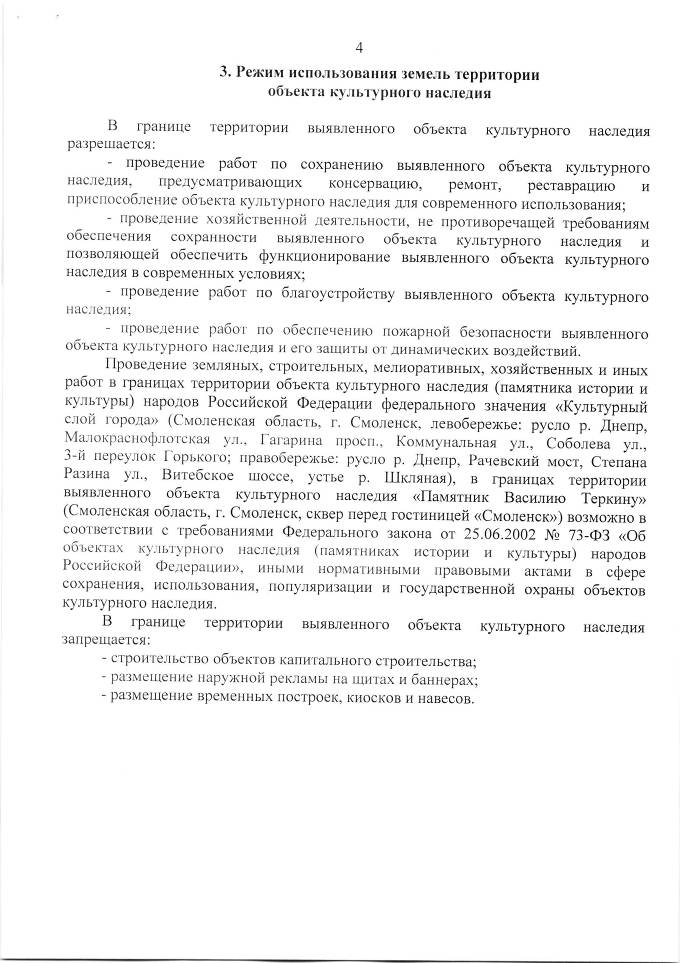 4
3. Режим использования земель территории
объекта культурного наследия
В границе территории выявленного объекта культурного наследия
разрешается:
- проведение работ по сохранению выявленного объекта культурного
наследия, предусматривающих консервацию, ремонт, реставрацию и
приспособление объекта культурного наследия для современного использования;
- проведение хозяйственной деятельности, не противоречащей требованиям
обеспечения сохранности выявленного объекта культурного наследия и
позволяющей обеспечить функционирование выявленного объекта культурного
наследия в современных условиях;
- проведение работ по благоустройству выявленного объекта культурного
наследия;
- проведение работ по обеспечению пожарной безопасности выявленного
объекта культурного наследия и его защиты от динамических воздействий.
Проведение земляных, строительных, мелиоративных, хозяйственных и иных
работ в границах территории объекта культурного наследия (памятника истории и
культуры) народов Российской Федерации федерального значения «Культурный
слой города» (Смоленская область, г. Смоленск, левобережье: русло р. Днепр,
Малокраснофлотская ул., Гагарина просп., Коммунальная ул., Соболева ул.,
3-й переулок Горького; правобережье: русло р. Днепр, Рачевский мост, Степана
Разина ул., Витебское шоссе, устье р. Шкляная), в границах территории
выявленного объекта культурного наследия «Памятник Василию Теркину»
(Смоленская область, г. Смоленск, сквер перед гостиницей «Смоленск») возможно в
соответствии с требованиями Федерального закона от 25.06.2002 № 73-ФЗ «Об
объектах культурного наследия (памятниках истории и культуры) народов
Российской Федерации», иными нормативными правовыми актами в сфере
сохранения, использования, популяризации и государственной охраны объектов
культурного наследия.
В границе территории выявленного объекта культурного наследия
запрещается:
- строительство объектов капитального строительства;
- размещение наружной рекламы на щитах и баннерах;
- размещение временных построек, киосков и навесов.